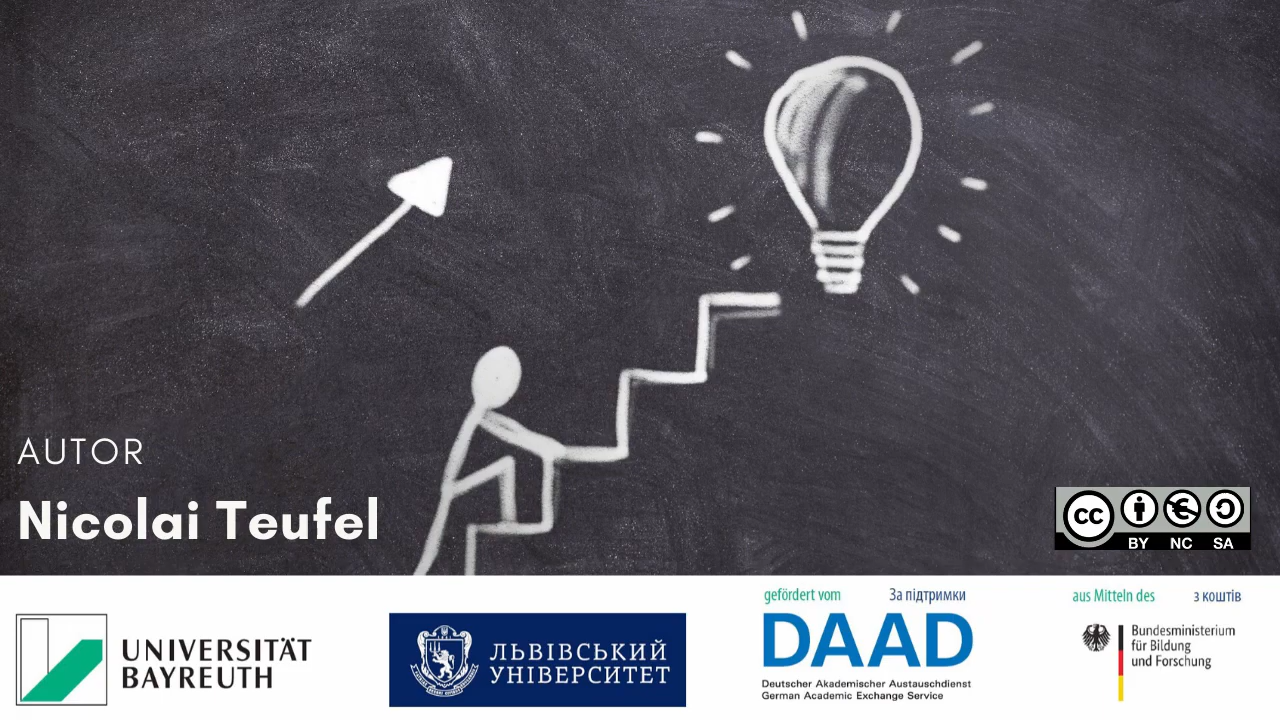 AUTOR
Nicolai Teufel
cc
BY NC SA
UNIVERSITÄT
BAYREUTH
ЛЬВІВСЬКИЙ
УНІВЕРСИТЕТ
gefördert vom За підтримки
DAAD
Deutscher Akademischer Austauschdienst
German Academic Exchange Service
aus Mitteln des з коштів
Bundesministerium
für Bildung
und Forschung